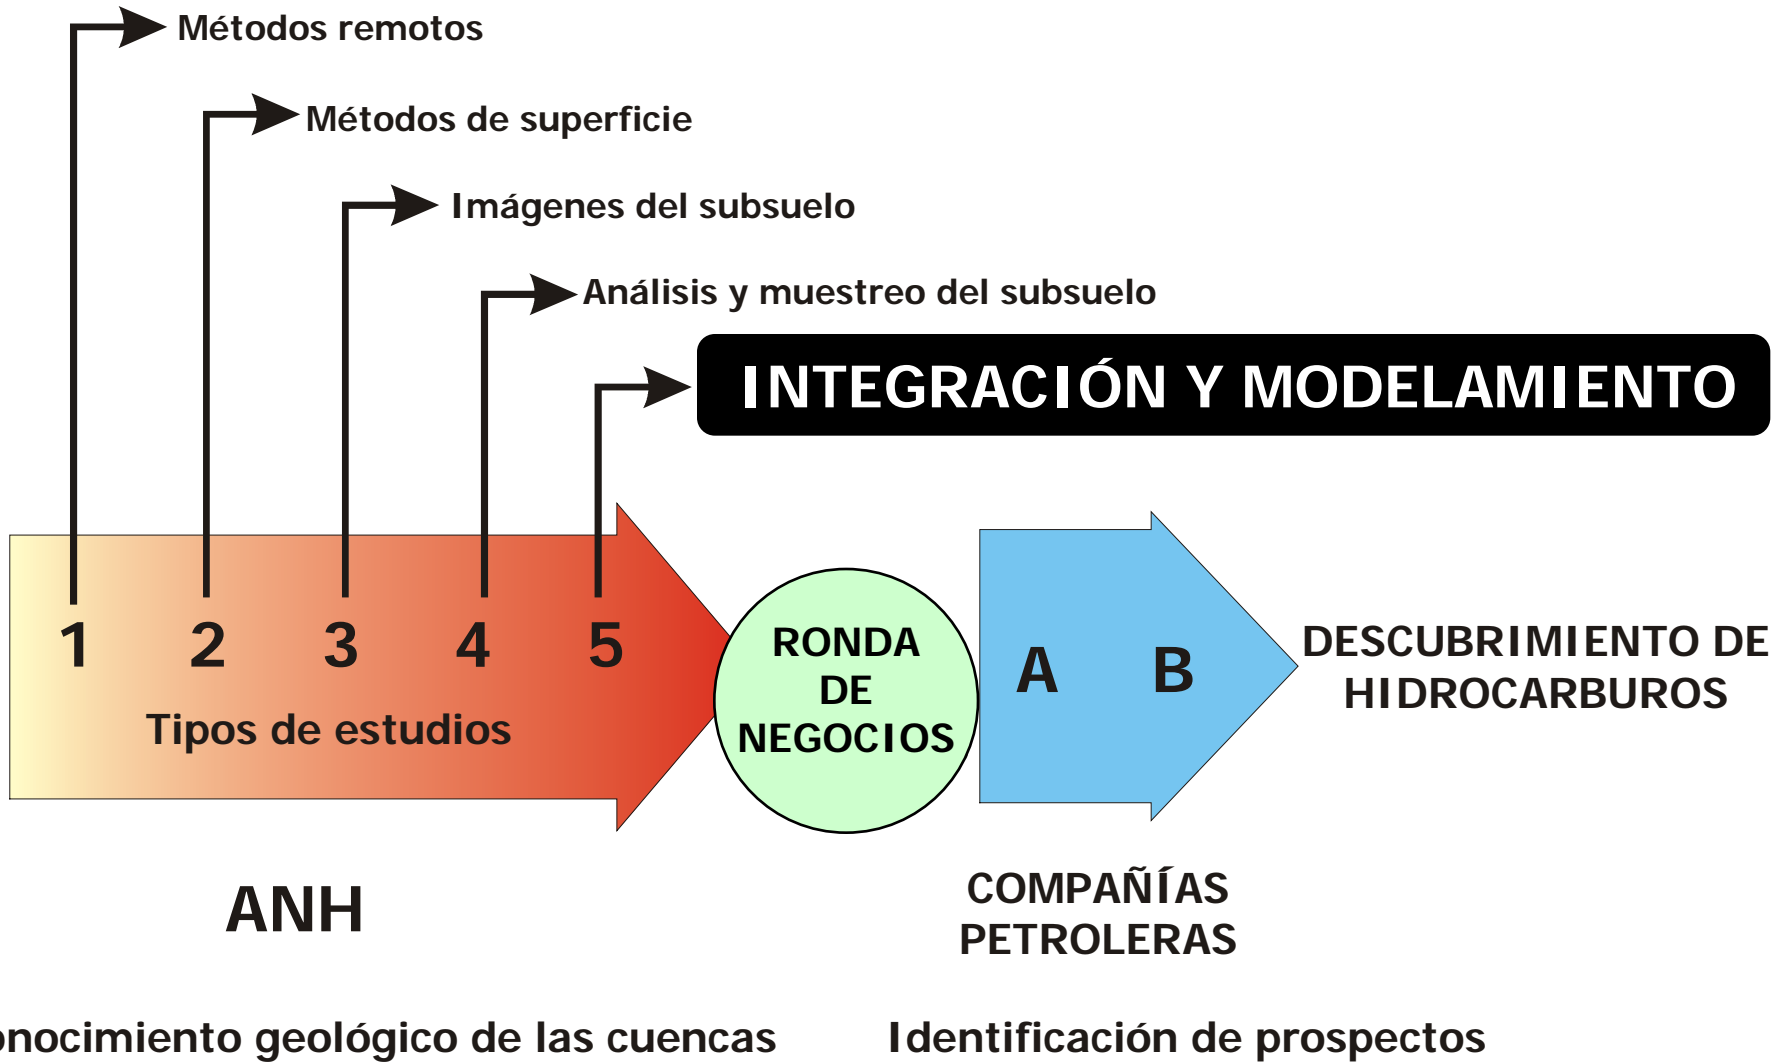 Métodos remotos
Métodos de superficie
Imágenes del subsuelo
Análisis y muestreo del subsuelo
INTEGRACIÓN Y MODELAMIENTO
1 2 3 4 5
Tipos de estudios
RONDA
DE
NEGOCIOS
A B
DESCUBRIMIENTO DE
HIDROCARBUROS
ANH
COMPAÑÍAS
PETROLERAS
onocimiento geológico de las cuencas
Identificación de prospectos